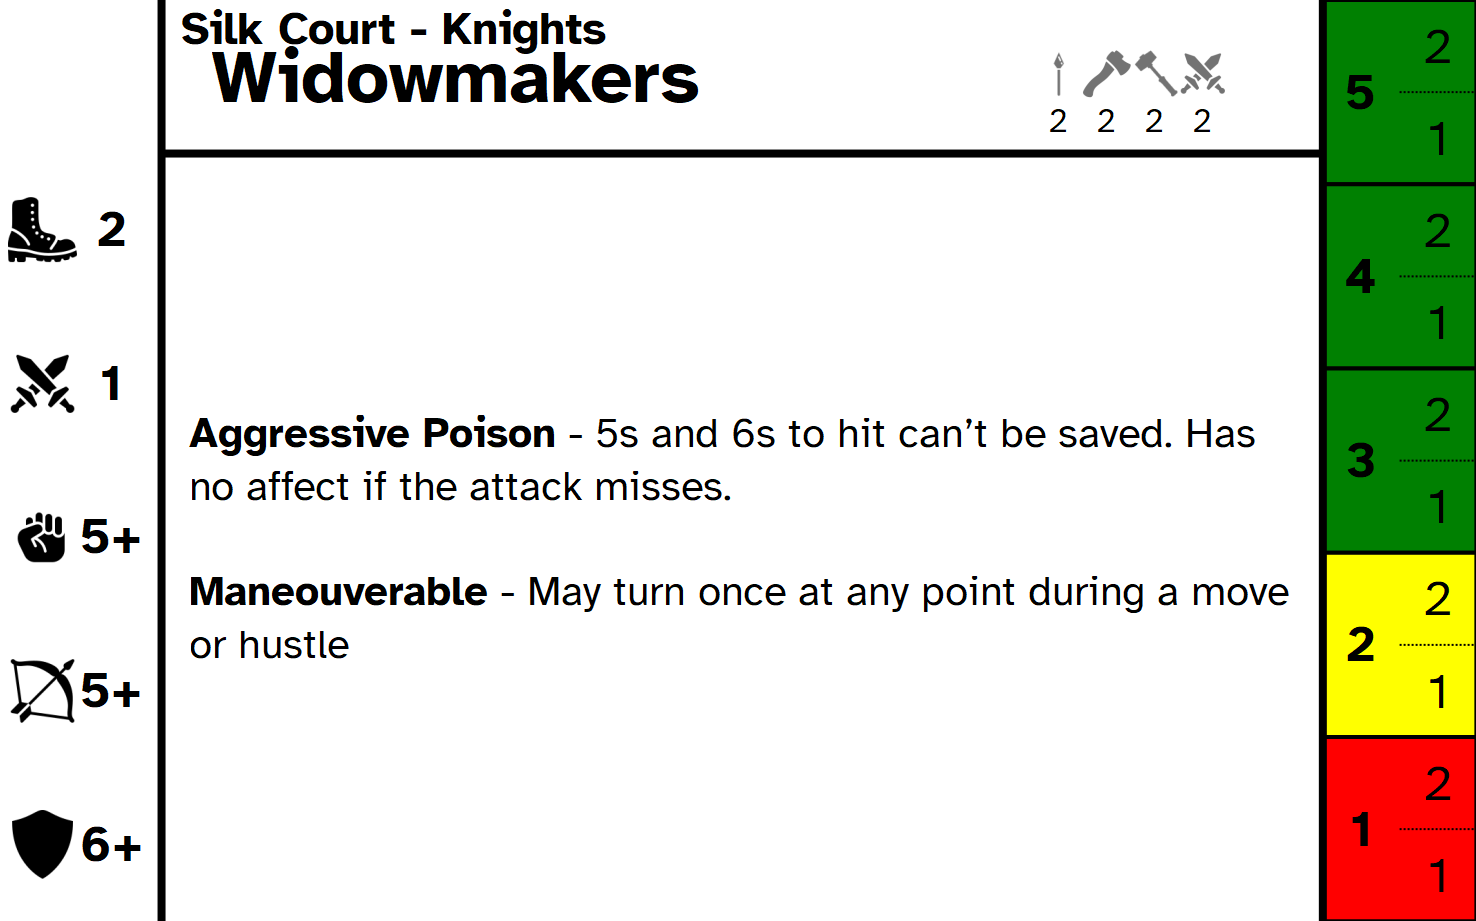 Silk Court - Knights
Widowmakers
2 2 2 2
2
1
5+
5+
6+
Aggressive Poison - 5s and 6s to hit can’t be saved. Has
no affect if the attack misses.
Maneouverable - May turn once at any point during a move
or hustle
5
2
1
4
2
1
3
2
1
2
2
1
1
2
1